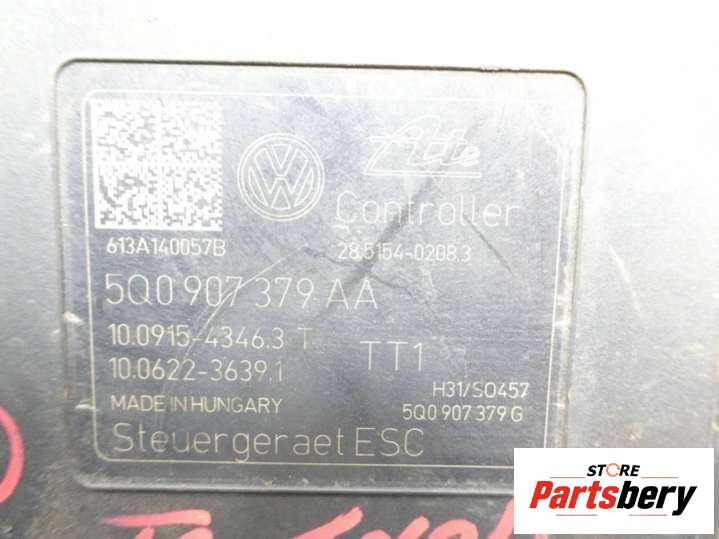 Ate
Controller
613A140057B
28.5154-0208.3
5Q0 907 379 AA
10.0915-4346.3 T
TT1
10.0622-3639.1
H31/S0457
MADE IN HUNGARY
5Q0 907 379 G
Steuergeraet ESC
STORE
Partsbery